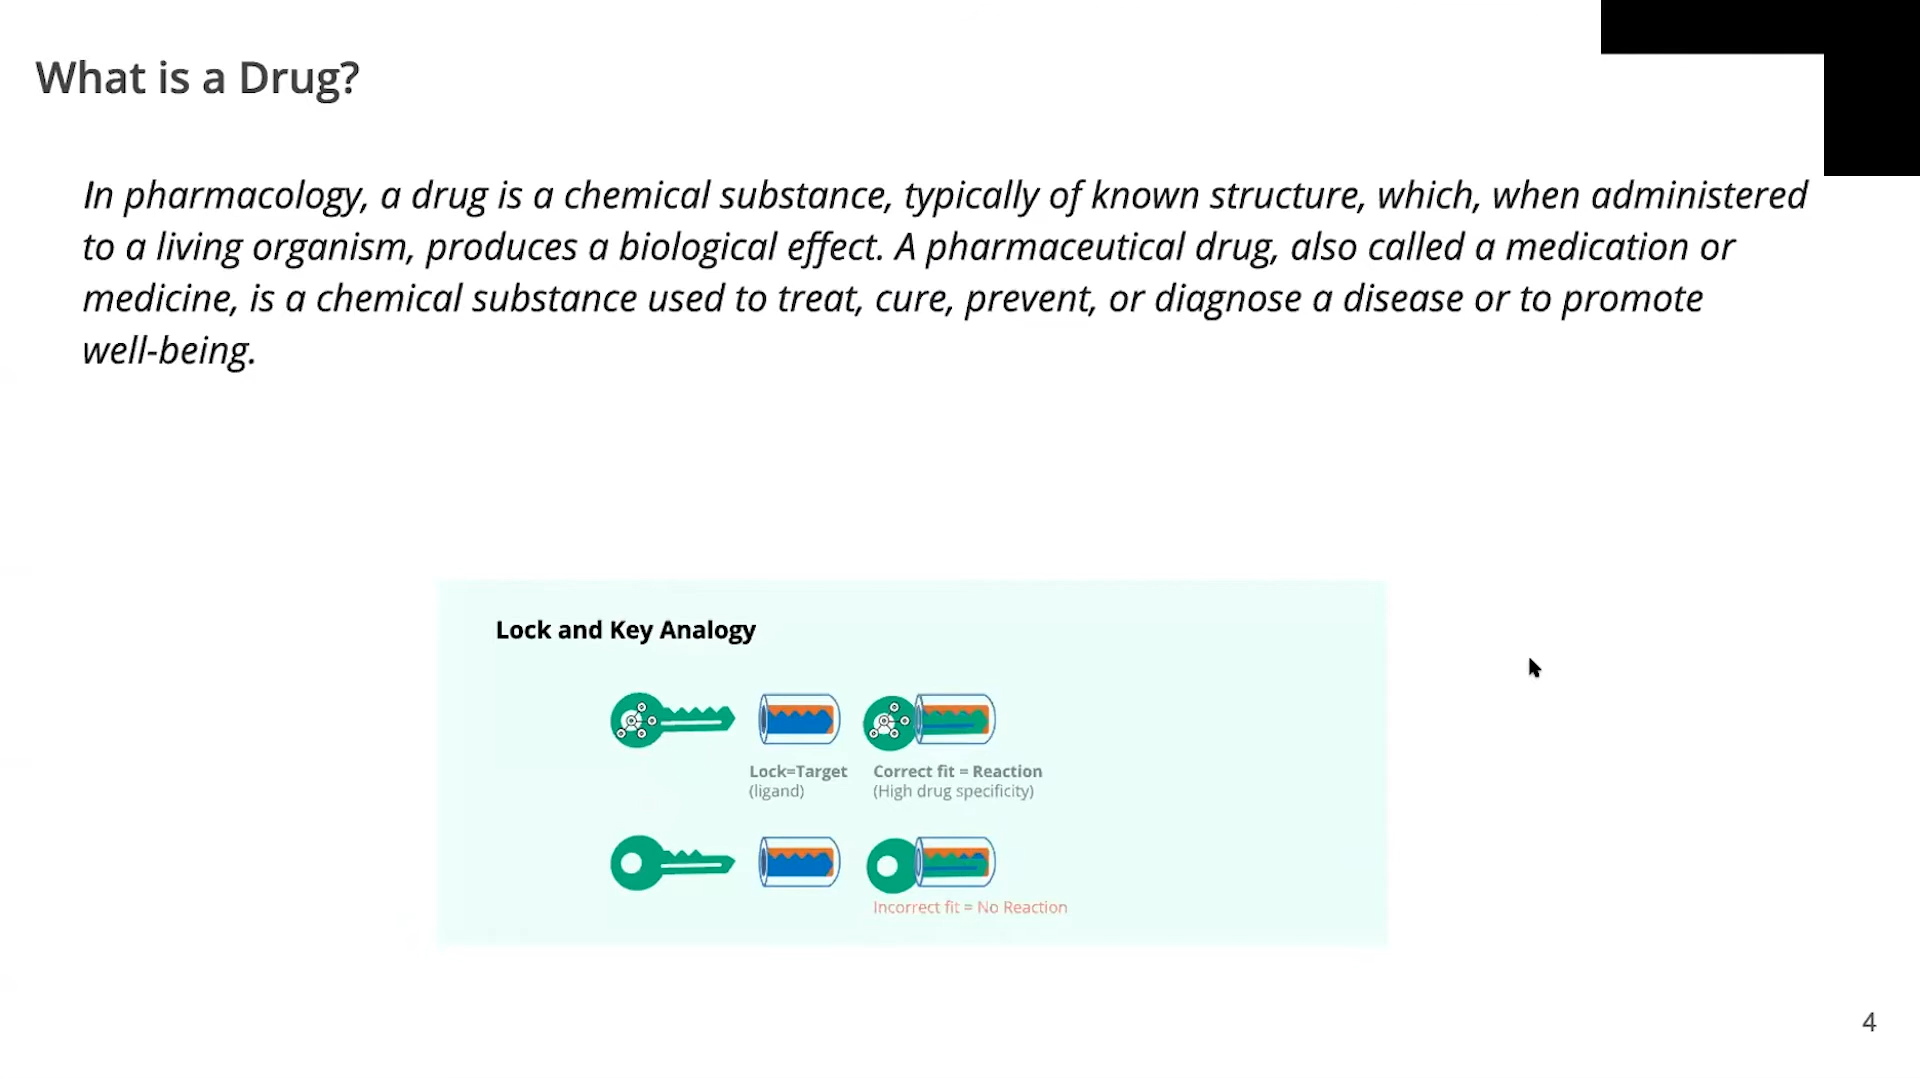 What is a Drug?
In pharmacology, a drug is a chemical substance, typically of known structure, which, when administered
to a living organism, produces a biological effect. A pharmaceutical drug, also called a medication or
medicine, is a chemical substance used to treat, cure, prevent, or diagnose a disease or to promote
well-being.
Lock and Key Analogy
Lock=Target
(ligand)
Correct fit = Reaction
(High drug specificity)
Incorrect fit = No Reaction
4